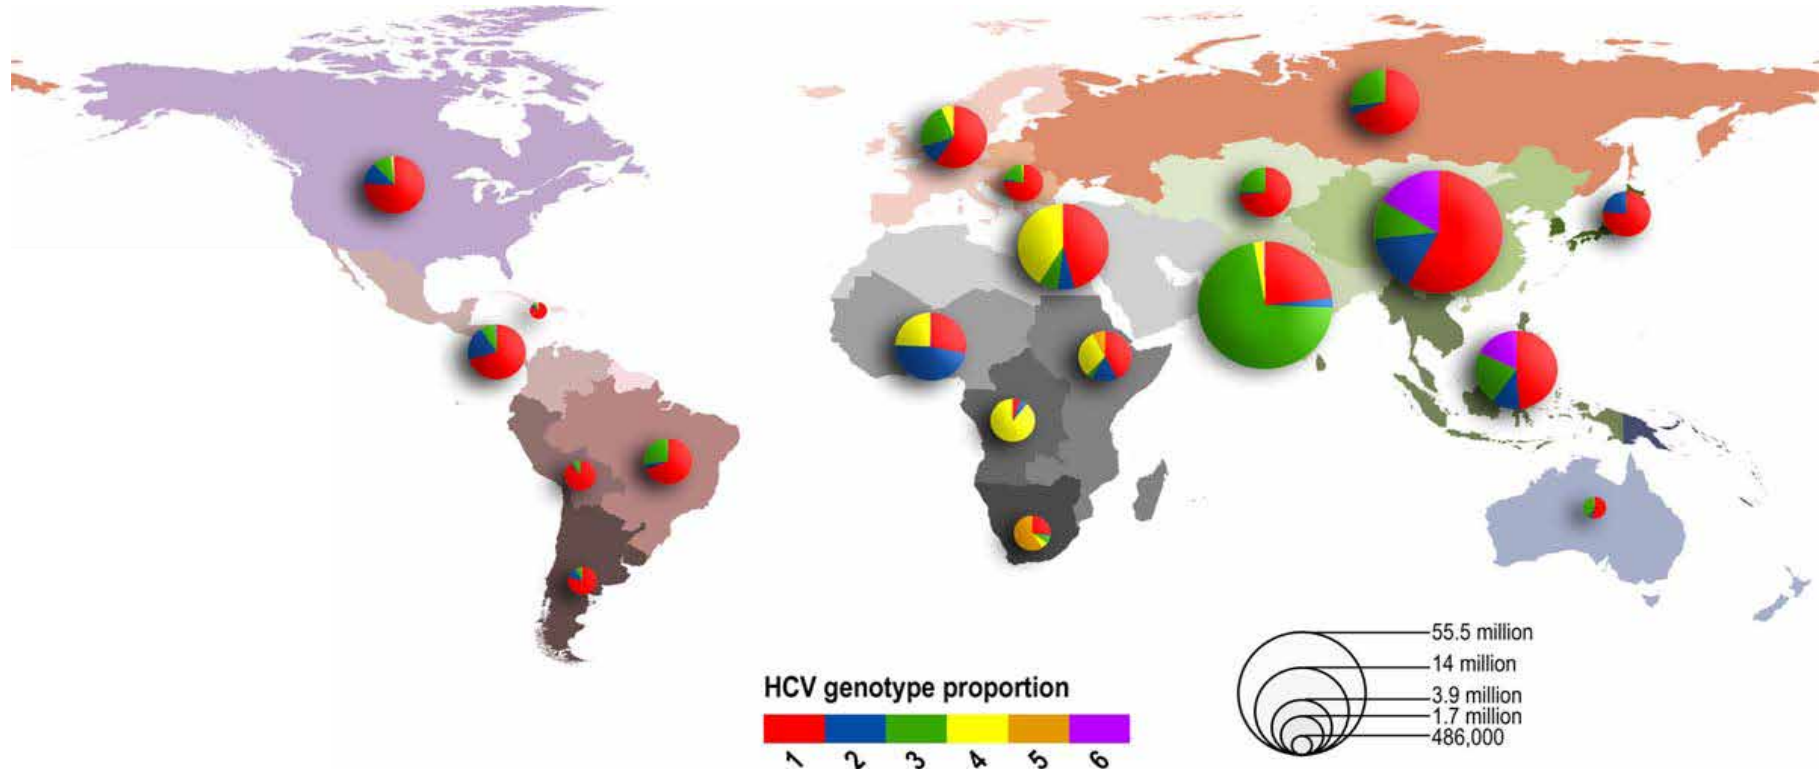 55.5 million
14 million
3.9 million
1.7 million
486,000
HCV genotype proportion
1 2 3 4 5 6